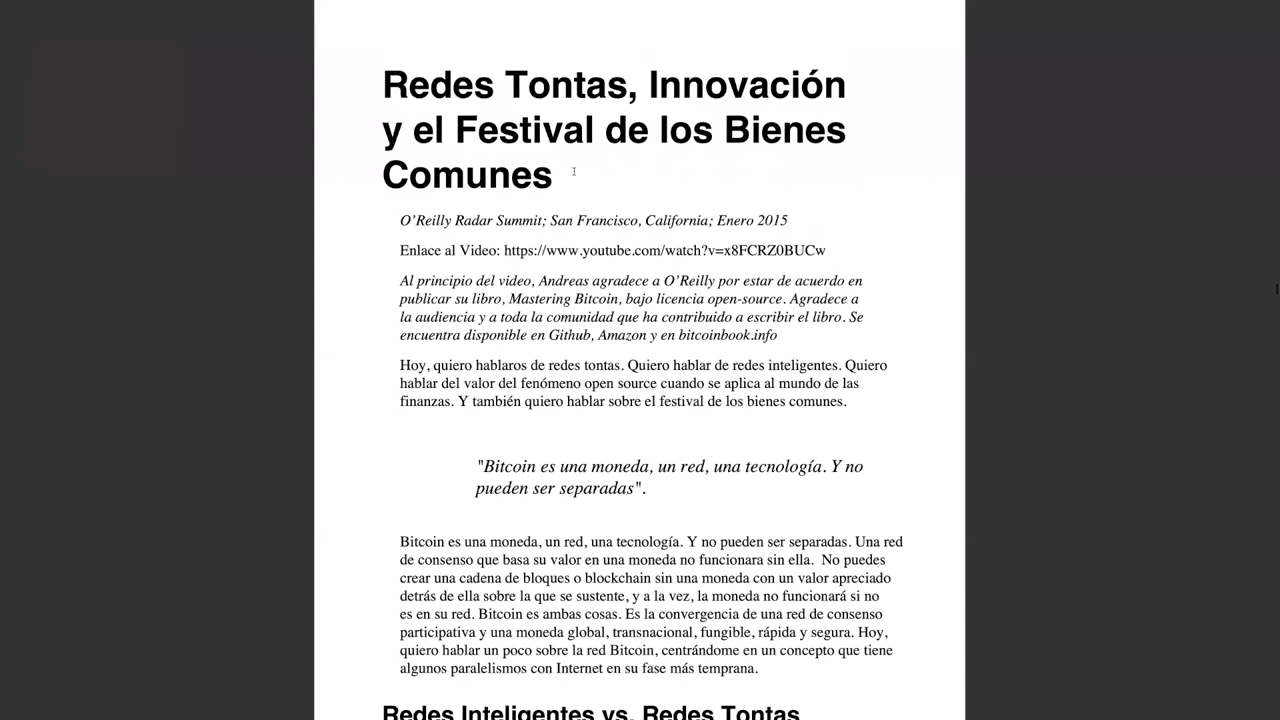 Redes Tontas, Innovación
y el Festival de los Bienes
Comunes
O'Reilly Radar Summit; San Francisco, California; Enero 2015
Enlace al Video: https://www.youtube.com/watch?v=x8FCRZ0BUCw
Al principio del video, Andreas agradece a O'Reilly por estar de acuerdo en
publicar su libro, Mastering Bitcoin, bajo licencia open-source. Agradece a
la audiencia y a toda la comunidad que ha contribuido a escribir el libro. Se
encuentra disponible en Github, Amazon y en bitcoinbook.info
Hoy, quiero hablaros de redes tontas. Quiero hablar de redes inteligentes. Quiero
hablar del valor del fenómeno open source cuando se aplica al mundo de las
finanzas. Y también quiero hablar sobre el festival de los bienes comunes.
"Bitcoin es una moneda, un red, una tecnología. Y no
pueden ser separadas".
Bitcoin es una moneda, un red, una tecnología. Y no pueden ser separadas. Una red
de consenso que basa su valor en una moneda no funcionara sin ella.  No puedes
crear una cadena de bloques o blockchain sin una moneda con un valor apreciado
detrás de ella sobre la que se sustente, y a la vez, la moneda no funcionará si no
es en su red. Bitcoin es ambas cosas. Es la convergencia de una red de consenso
participativa y una moneda global, transnacional, fungible, rápida y segura. Hoy,
quiero hablar un poco sobre la red Bitcoin, centrándome en un concepto que tiene
algunos paralelismos con Internet en su fase más temprana.
Redes Inteligentes vs. Redes Tontas